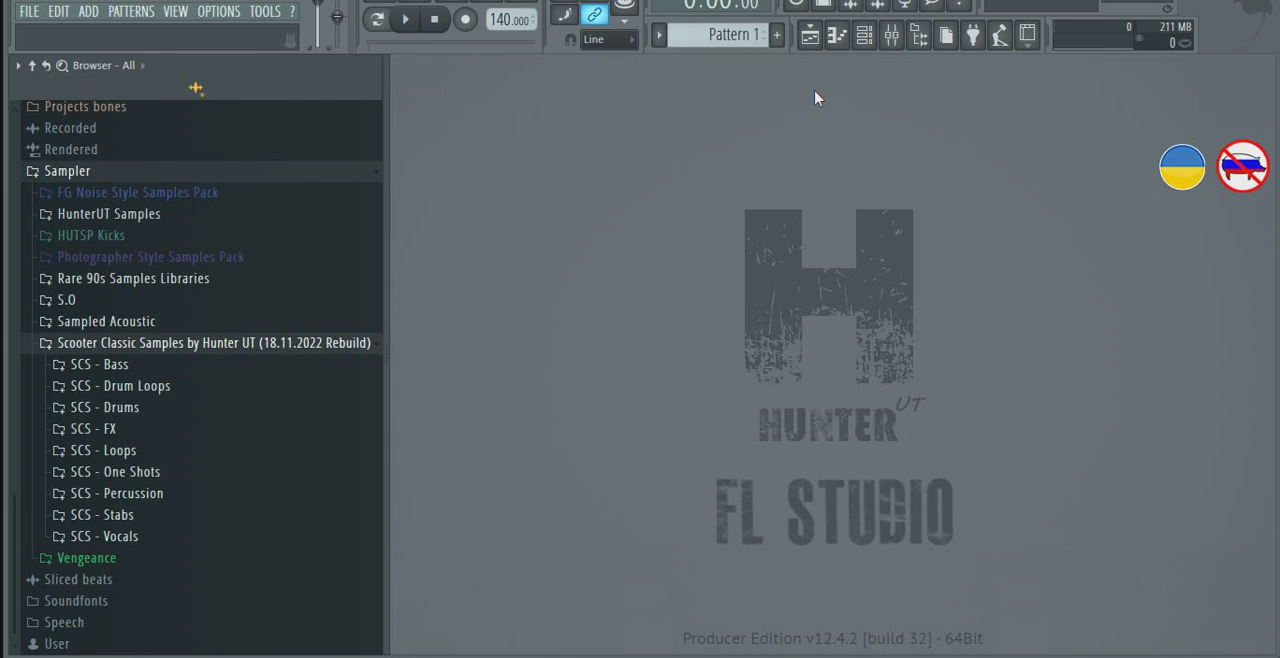 FILE EDIT ADD PATTERNS VIEW OPTIONS TOOLS ?
140.000
Line
Pattern 1
0
211 MB
0
Browser - All
Projects bones
Recorded
Rendered
Sampler
FG Noise Style Samples Pack
HunterUT Samples
HUTSP Kicks
Photographer Style Samples Pack
Rare 90s Samples Libraries
S.O
Sampled Acoustic
Scooter Classic Samples by Hunter UT (18.11.2022 Rebuild)
SCS - Bass
SCS - Drum Loops
SCS - Drums
SCS - FX
SCS - Loops
SCS - One Shots
SCS - Percussion
SCS - Stabs
SCS - Vocals
Vengeance
Sliced beats
Soundfonts
Speech
User
H
HUNTER UT
FL STUDIO
Producer Edition v12.4.2 [build 32] - 64Bit